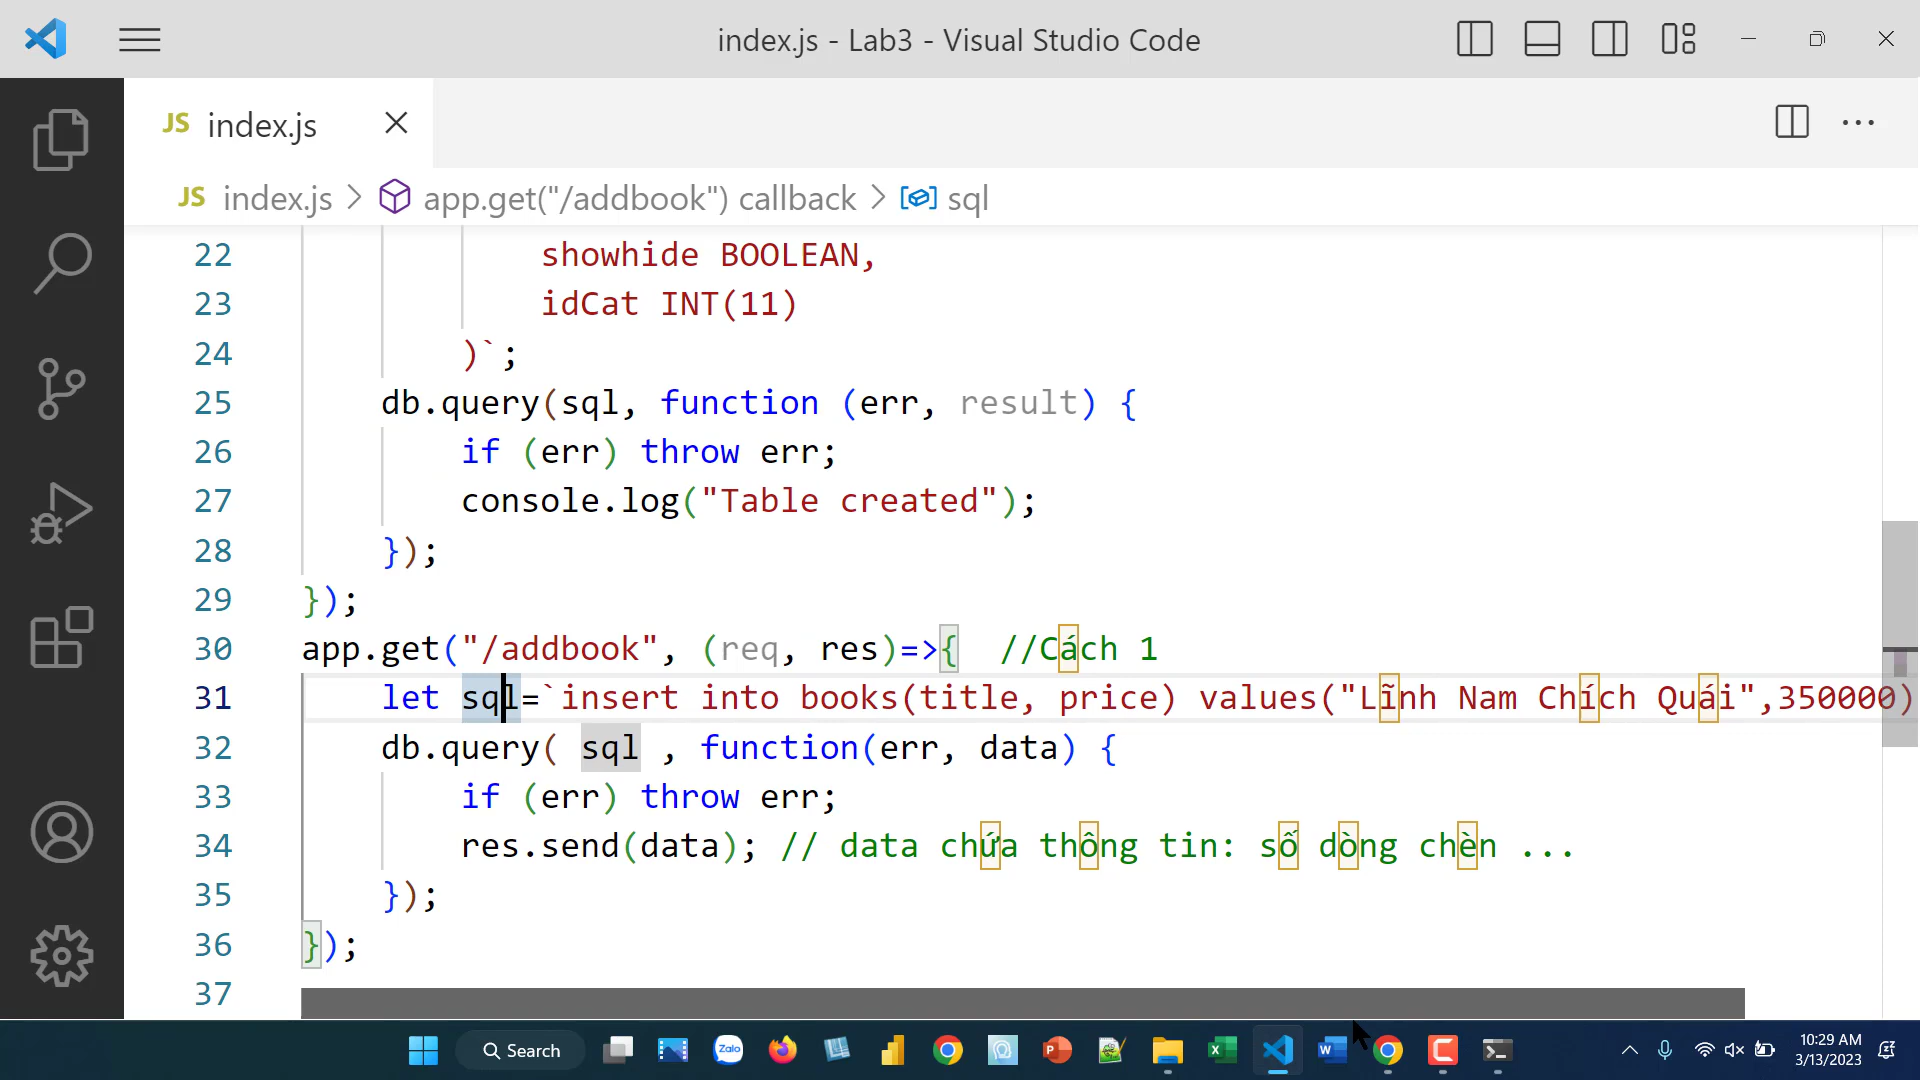 index.js - Lab3 - Visual Studio Code
JS index.js
JS index.js > app.get("/addbook") callback > sql
22 showhide BOOLEAN,
23 idCat INT(11)
24 )`;
25 db.query(sql, function (err, result) {
26 if (err) throw err;
27 console.log("Table created");
28 });
29 });
30 app.get("/addbook", (req, res)=>{ //Cách 1
31 let sql=`insert into books(title, price) values("Lĩnh Nam Chích Quái",350000)
32 db.query( sql , function(err, data) {
33 if (err) throw err;
34 res.send(data); // data chứa thông tin: số dòng chèn ...
35 });
36 });
37
Search
Zalo
10:29 AM
3/13/2023